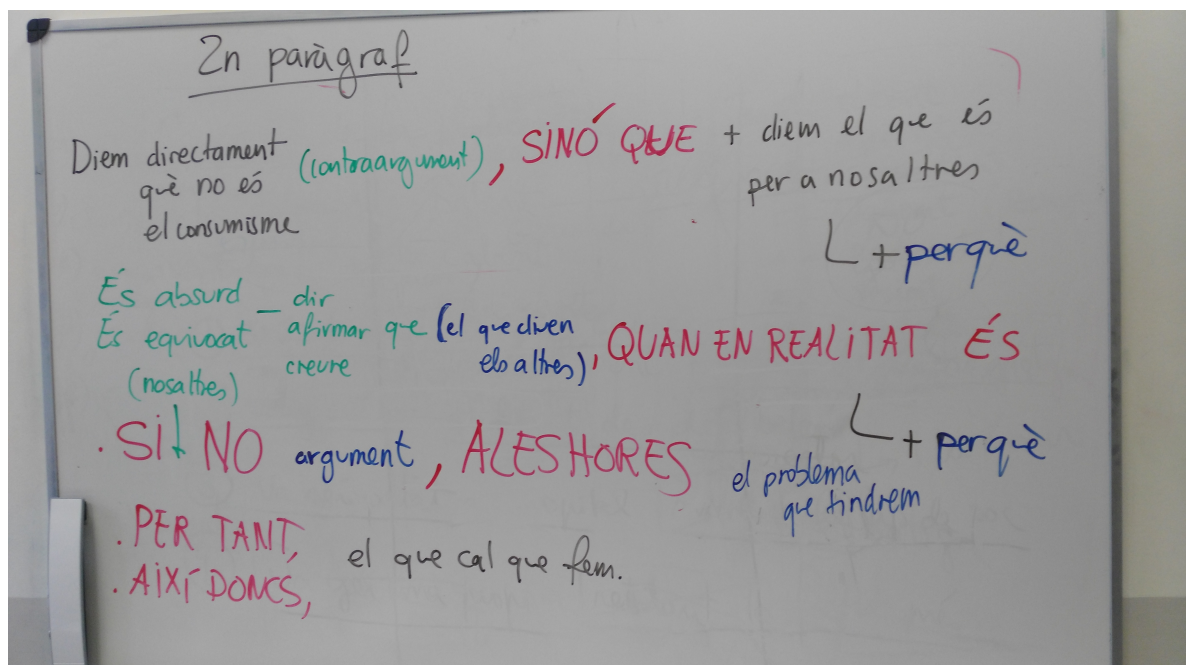 2n paràgraf
Diem directament (contraargument), SINÓ QUE + diem el que és
què no és per a nosaltres
el consumisme
+ perquè
És absurd _ dir
És equivocat afirmar que (el que diuen
(nosaltres) creure els altres), QUAN EN REALITAT ÉS
+ perquè
. SI NO argument, ALESHORES el problema
que tindrem
. PER TANT, el que cal que fem.
. AIXÍ DONCS,